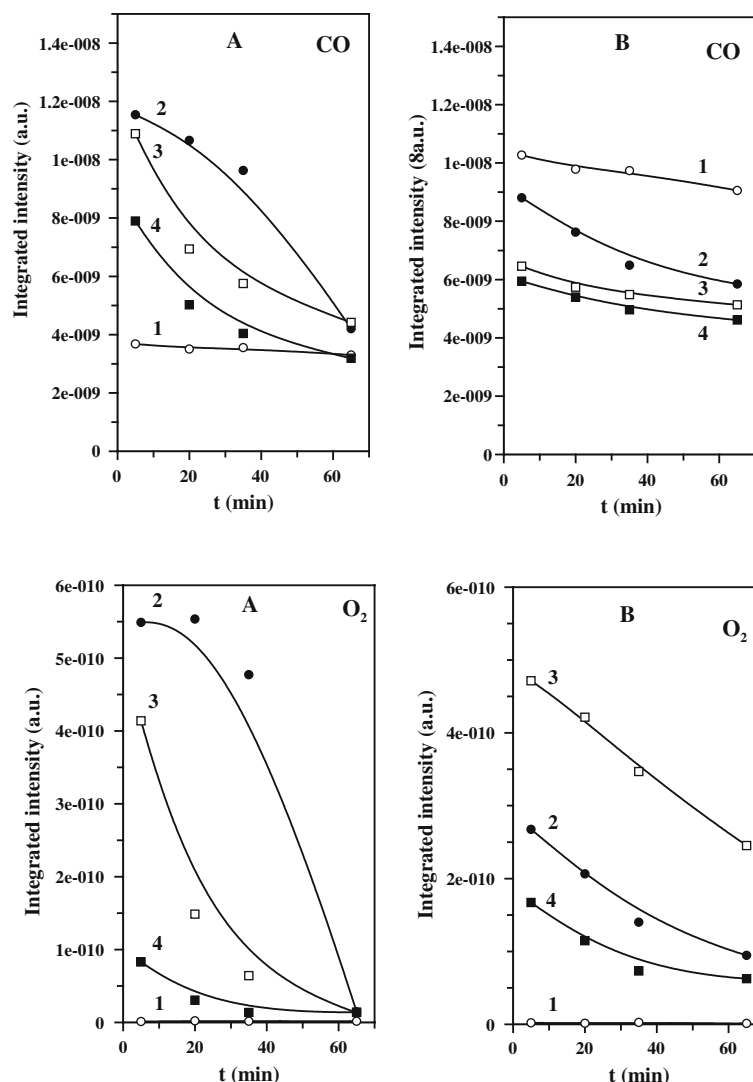 A CO
1.4e-008
1.2e-008
1e-008
8e-009
6e-009
4e-009
2e-009
0
Integrated intensity (a.u.)
2
3
4
1
0 20 40 60
t (min)
B CO
1.4e-008
1.2e-008
1e-008
8e-009
6e-009
4e-009
2e-009
0
Integrated intensity (8a.u.)
1
2
3
4
0 20 40 60
t (min)
A O2
6e-010
5e-010
4e-010
3e-010
2e-010
1e-010
0
Integrated intensity (a.u.)
2
3
4
1
0 20 40 60
t (min)
B O2
6e-010
4e-010
2e-010
0
Integrated intensity (a.u.)
3
2
4
1
0 20 40 60
t (min)